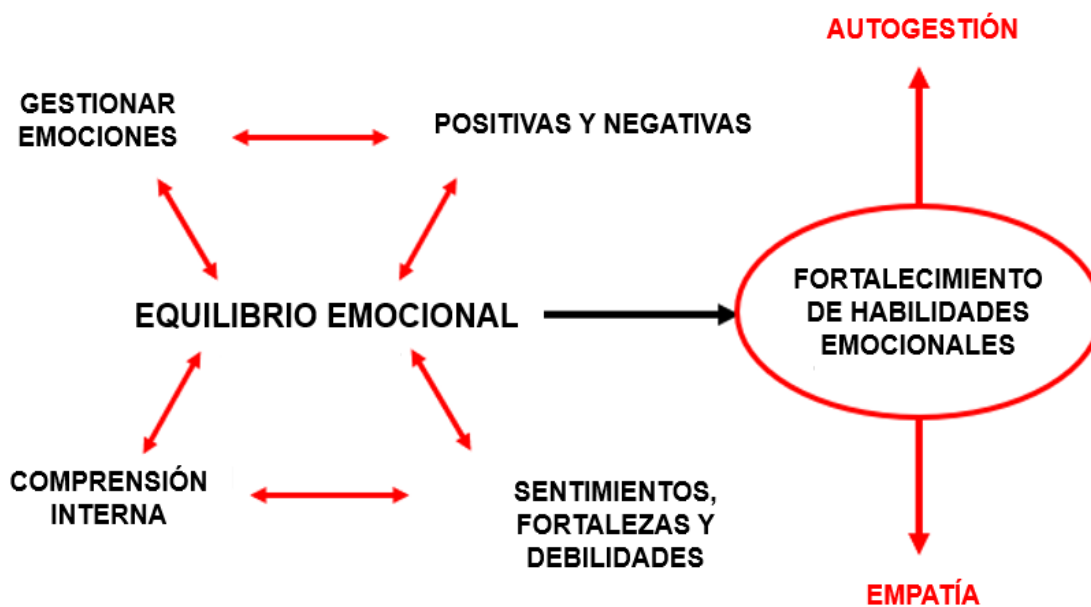 AUTOGESTIÓN
GESTIONAR
EMOCIONES
POSITIVAS Y NEGATIVAS
EQUILIBRIO EMOCIONAL
FORTALECIMIENTO
DE HABILIDADES
EMOCIONALES
COMPRENSIÓN
INTERNA
SENTIMIENTOS,
FORTALEZAS Y
DEBILIDADES
EMPATÍA